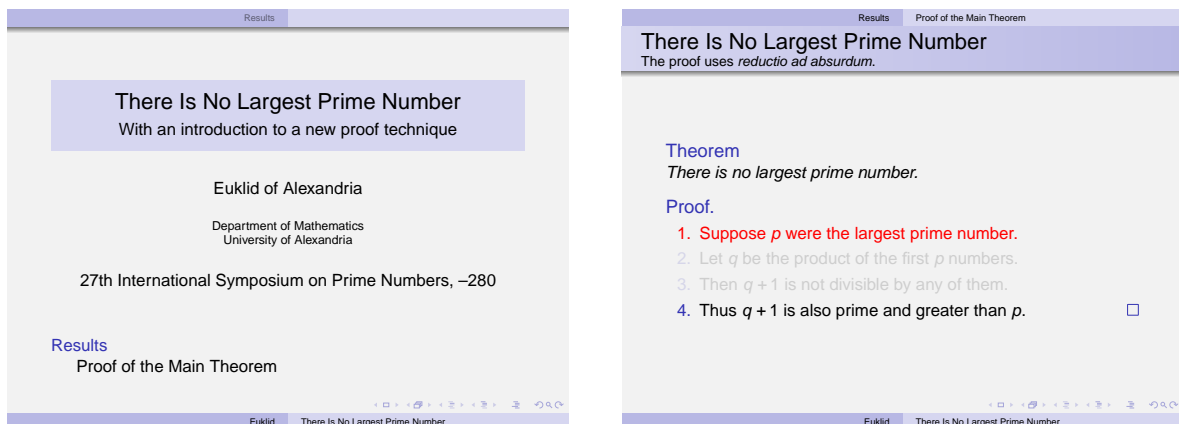 Results
There Is No Largest Prime Number
With an introduction to a new proof technique
Euklid of Alexandria
Department of Mathematics
University of Alexandria
27th International Symposium on Prime Numbers, –280
Results
Proof of the Main Theorem
Euklid There Is No Largest Prime Number
Results Proof of the Main Theorem
There Is No Largest Prime Number
The proof uses reductio ad absurdum.
Theorem
There is no largest prime number.
Proof.
1. Suppose p were the largest prime number.
2. Let q be the product of the first p numbers.
3. Then q + 1 is not divisible by any of them.
4. Thus q + 1 is also prime and greater than p.
Euklid There Is No Largest Prime Number